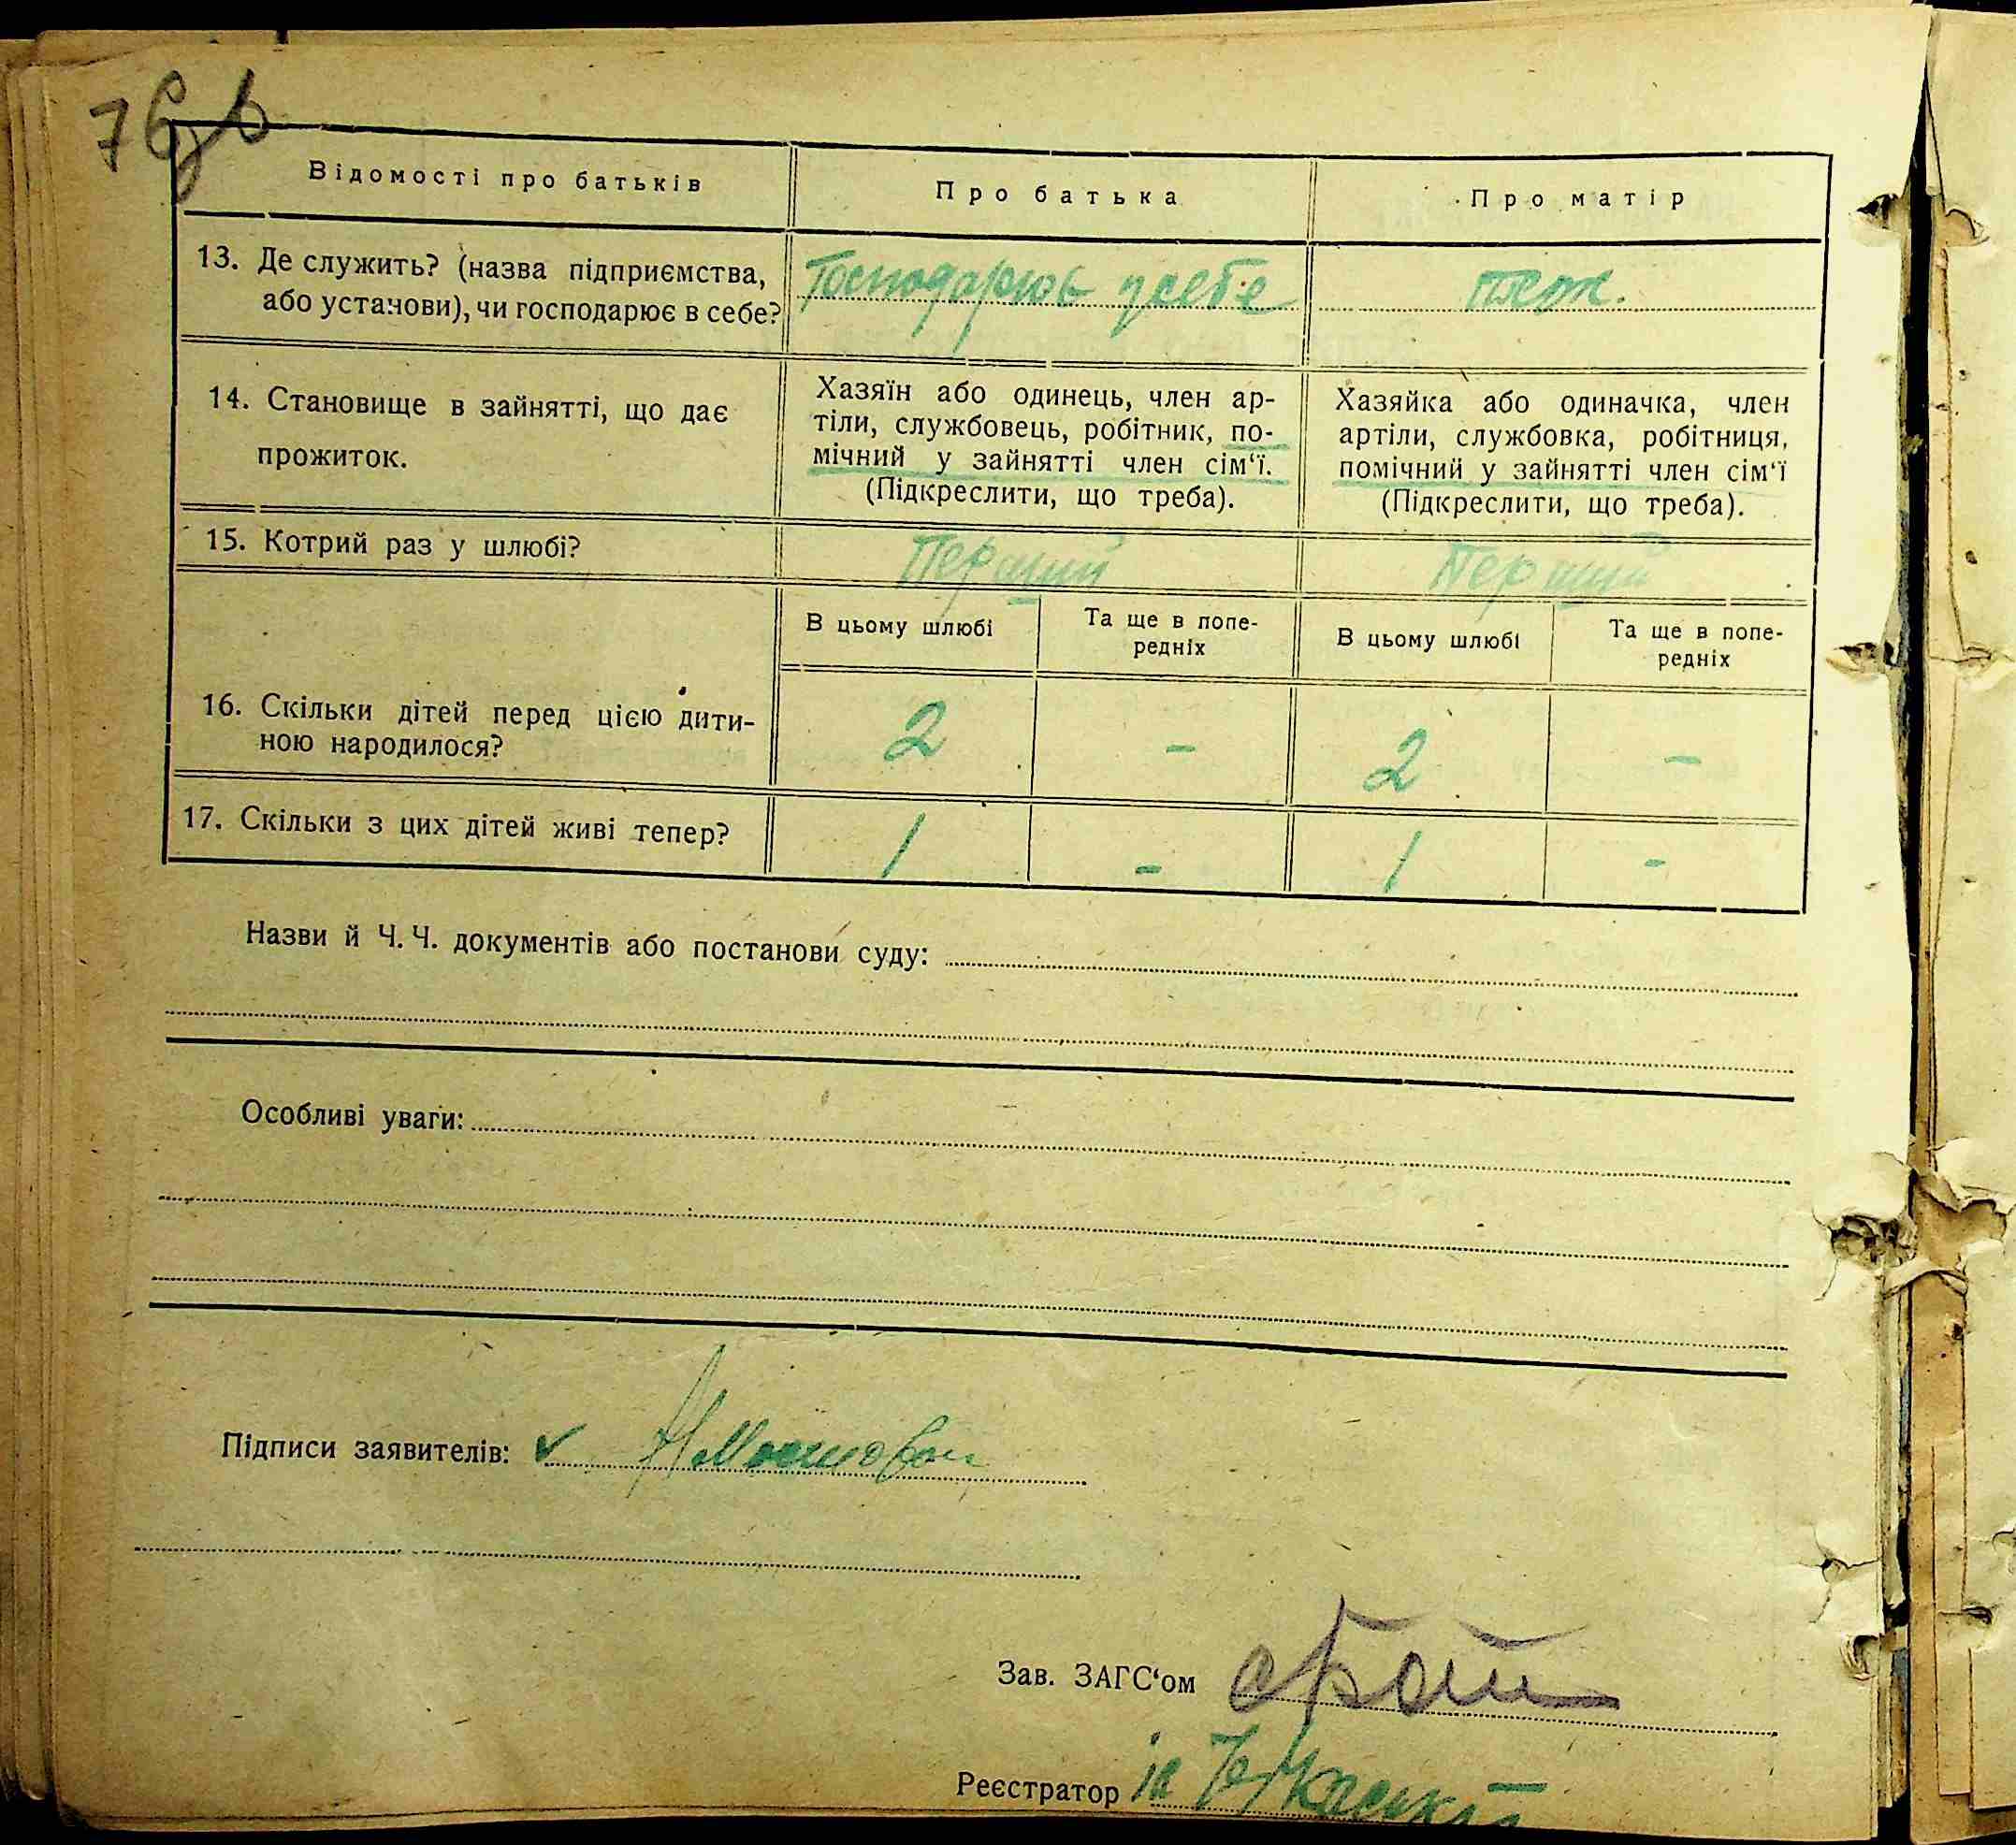 76зв
Відомості про батьків
Про батька
Про матір
13. Де служить? (назва підприємства,
або установи), чи господарює в себе?
Господарює у себе
теж.
14. Становище в зайнятті, що дає
прожиток.
Хазяїн або одинець, член ар-
тіли, службовець, робітник, по-
мічний у зайнятті член сім‘ї.
(Підкреслити, що треба).
Хазяйка або одиначка, член
артіли, службовка, робітниця,
помічний у зайнятті член сім‘ї
(Підкреслити, що треба).
15. Котрий раз у шлюбі?
Перший
Перший
В цьому шлюбі
Та ще в попе-
редніх
В цьому шлюбі
Та ще в попе-
редніх
16. Скільки дітей перед цією дити-
ною народилося?
2
-
2
-
17. Скільки з цих дітей живі тепер?
1
-
1
-
Назви й Ч. Ч. документів або постанови суду:
Особливі уваги:
Підписи заявителів:
Зав. ЗАГС‘ом
Реєстратор